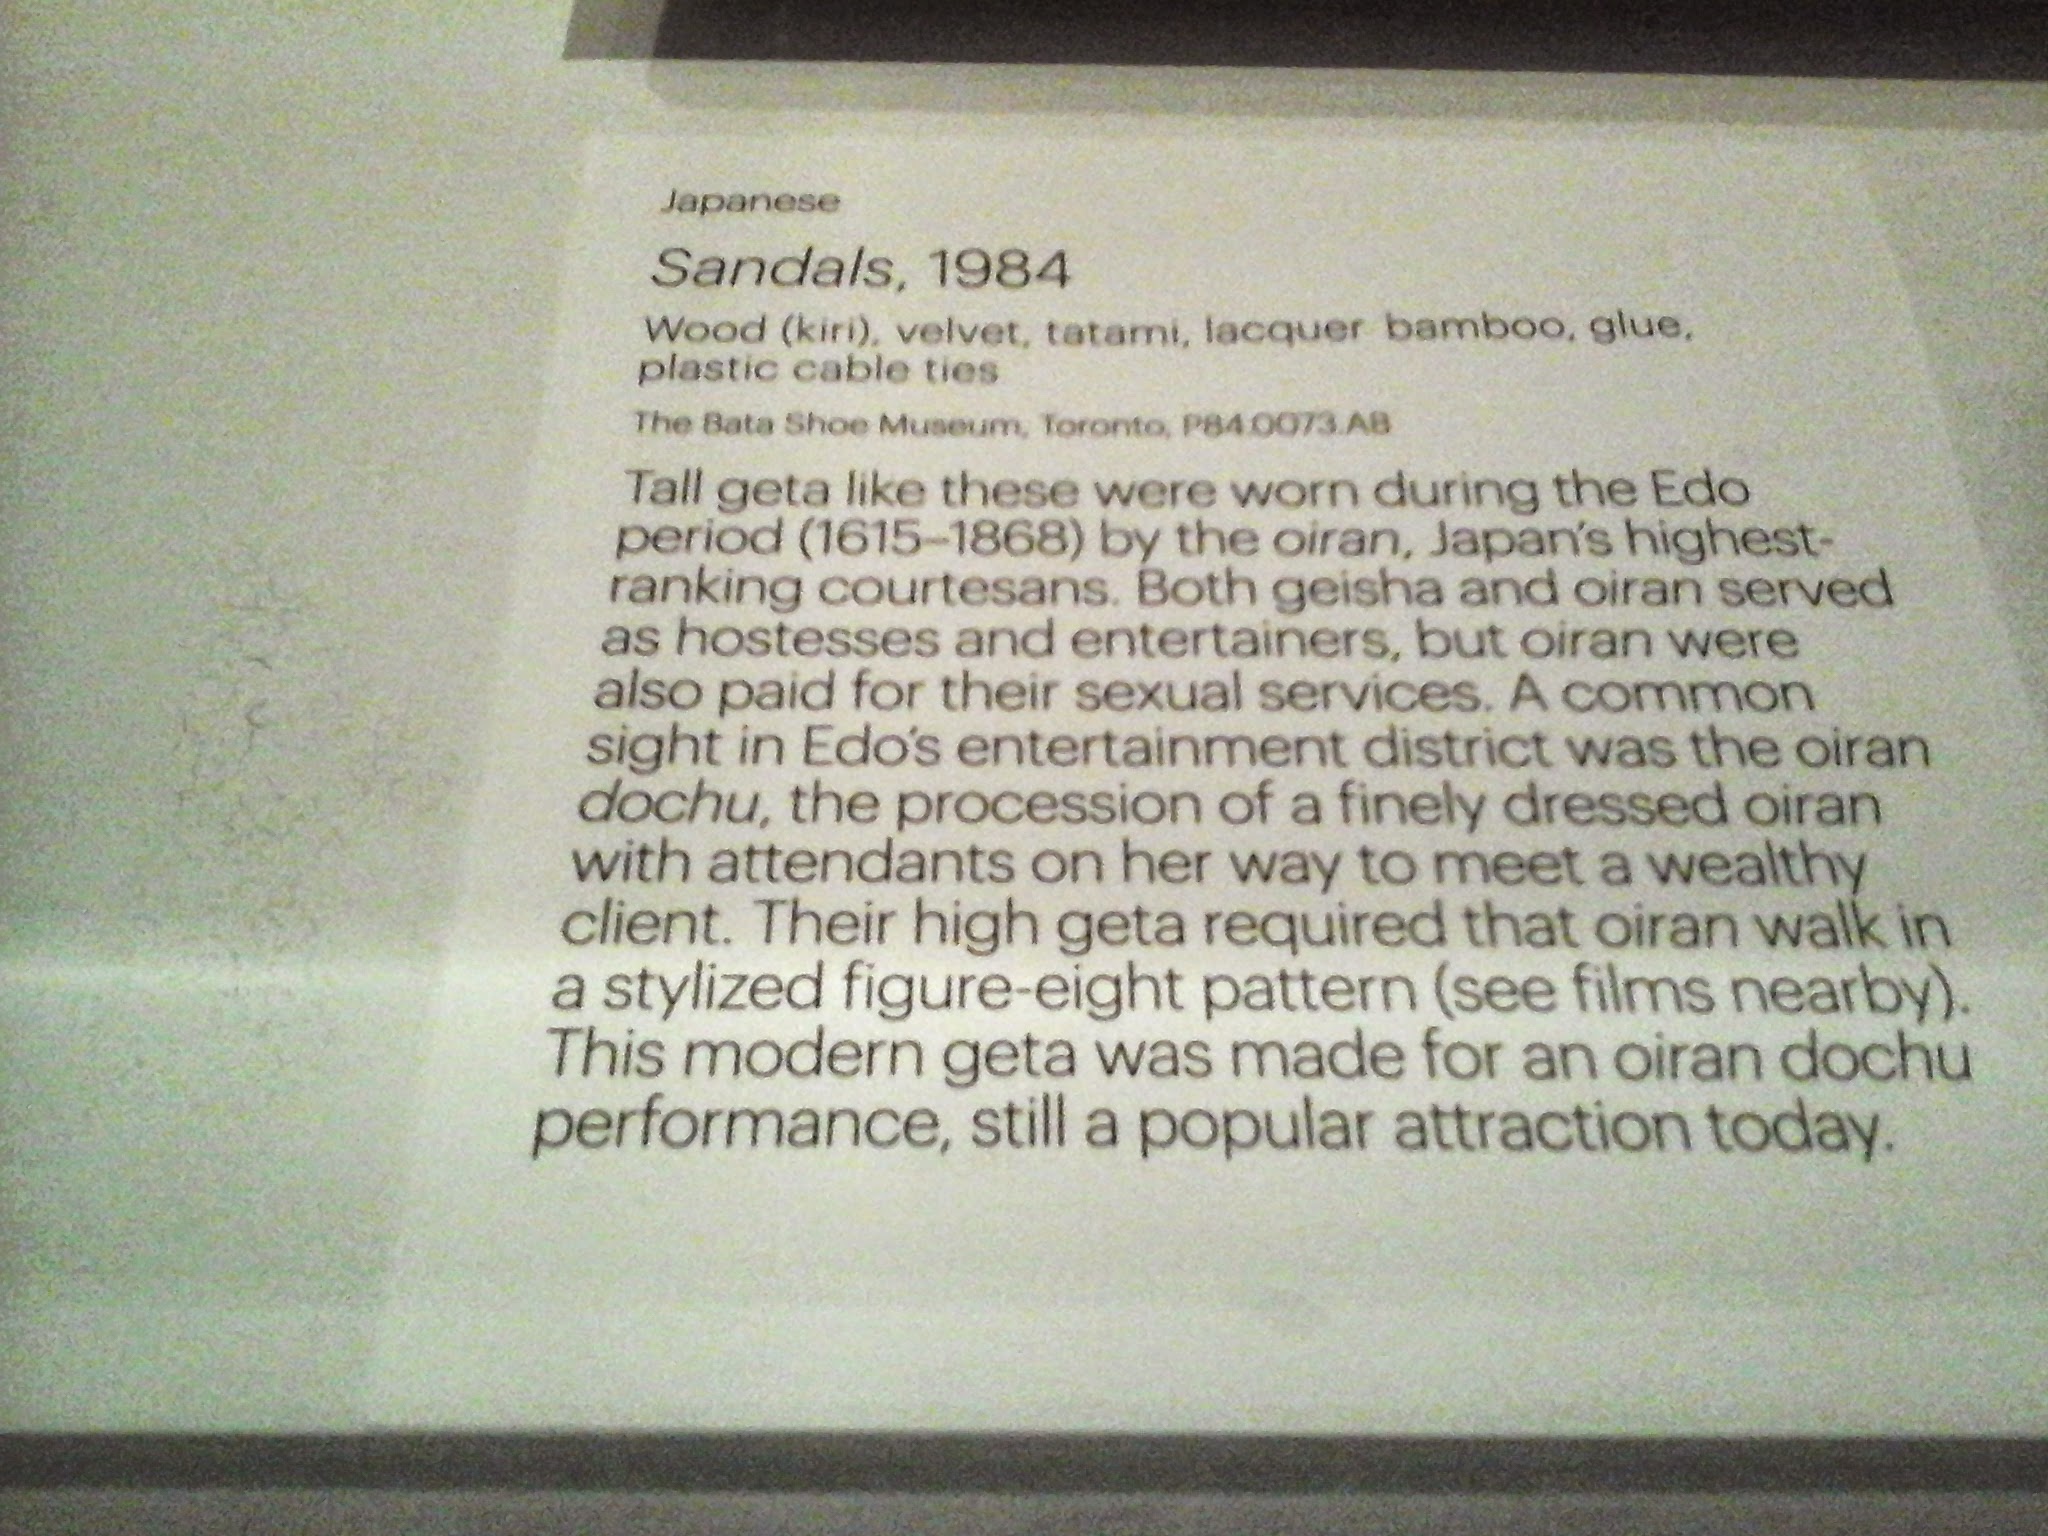 Japanese
Sandals, 1984
Wood (kiri), velvet, tatami, lacquer bamboo, glue,
plastic cable ties
The Bata Shoe Museum, Toronto, P84.0073.AB
Tall geta like these were worn during the Edo
period (1615–1868) by the oiran, Japan's highest-
ranking courtesans. Both geisha and oiran served
as hostesses and entertainers, but oiran were
also paid for their sexual services. A common
sight in Edo's entertainment district was the oiran
dochu, the procession of a finely dressed oiran
with attendants on her way to meet a wealthy
client. Their high geta required that oiran walk in
a stylized figure-eight pattern (see films nearby).
This modern geta was made for an oiran dochu
performance, still a popular attraction today.